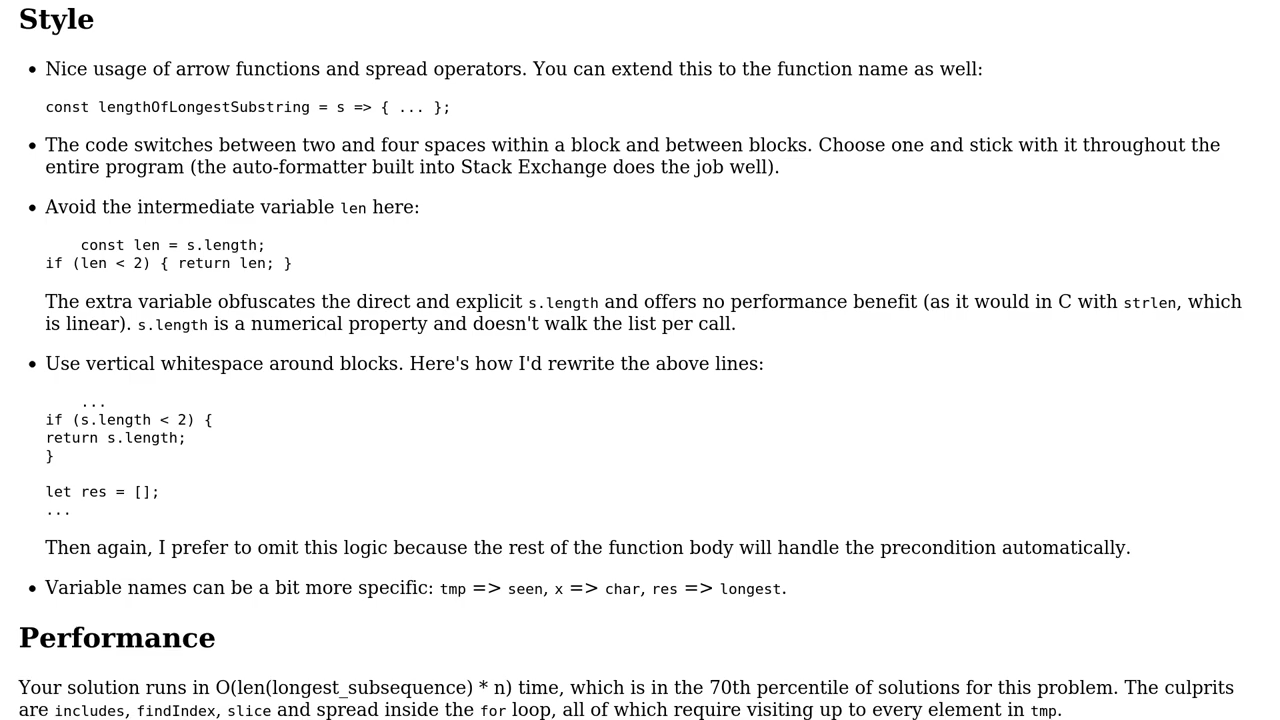 Style
• Nice usage of arrow functions and spread operators. You can extend this to the function name as well:
const lengthOfLongestSubstring = s => { ... };
• The code switches between two and four spaces within a block and between blocks. Choose one and stick with it throughout the
entire program (the auto-formatter built into Stack Exchange does the job well).
• Avoid the intermediate variable len here:
    const len = s.length;
if (len < 2) { return len; }
The extra variable obfuscates the direct and explicit s.length and offers no performance benefit (as it would in C with strlen, which
is linear). s.length is a numerical property and doesn't walk the list per call.
• Use vertical whitespace around blocks. Here's how I'd rewrite the above lines:
    ...
if (s.length < 2) {
return s.length;
}
let res = [];
...
Then again, I prefer to omit this logic because the rest of the function body will handle the precondition automatically.
• Variable names can be a bit more specific: tmp => seen, x => char, res => longest.
Performance
Your solution runs in O(len(longest_subsequence) * n) time, which is in the 70th percentile of solutions for this problem. The culprits
are includes, findIndex, slice and spread inside the for loop, all of which require visiting up to every element in tmp.